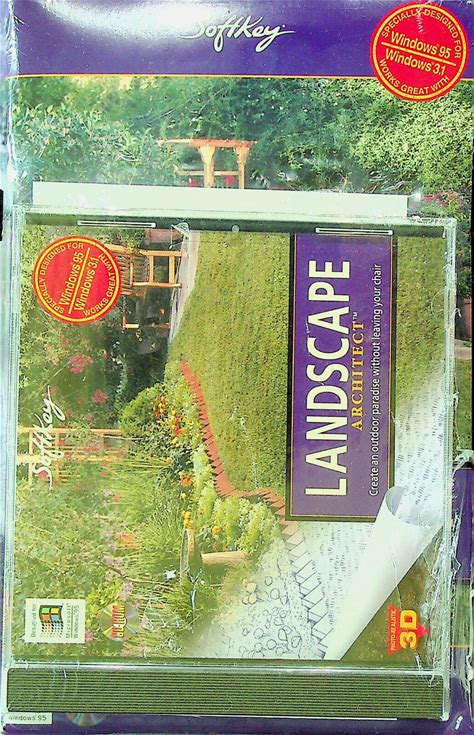 SoftKey®
SPECIALLY DESIGNED FOR
Windows 95
Windows 3.1
WORKS GREAT WITH
SPECIALLY DESIGNED FOR
Windows 95
Windows 3.1
WORKS GREAT WITH
SoftKey
LANDSCAPE
ARCHITECT™
Create an outdoor paradise without leaving your chair
Designed for
Microsoft
Windows 95
CD-ROM
PHOTO-REALISTIC
3D
Windows 95